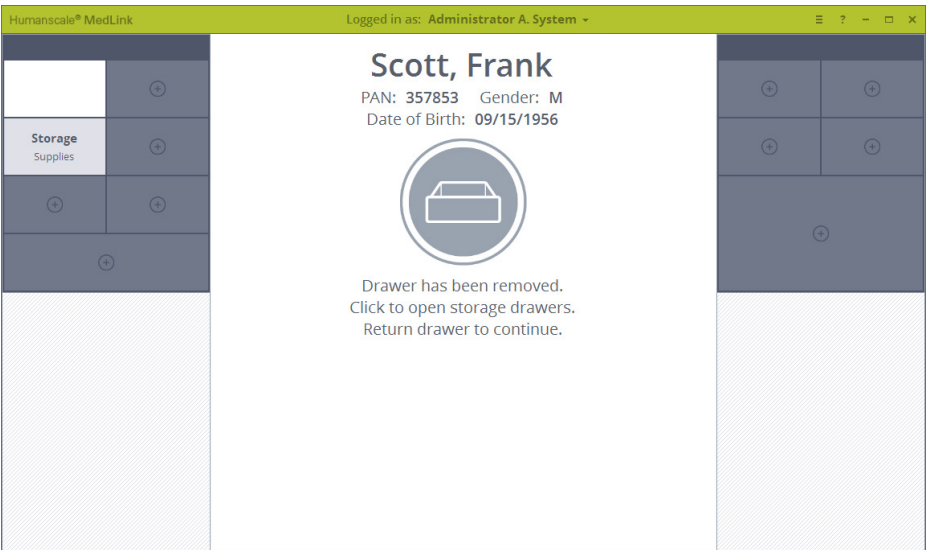 Humanscale® MedLink
Logged in as: Administrator A. System
?
Scott, Frank
PAN: 357853 Gender: M
Date of Birth: 09/15/1956
Storage
Supplies
Drawer has been removed.
Click to open storage drawers.
Return drawer to continue.